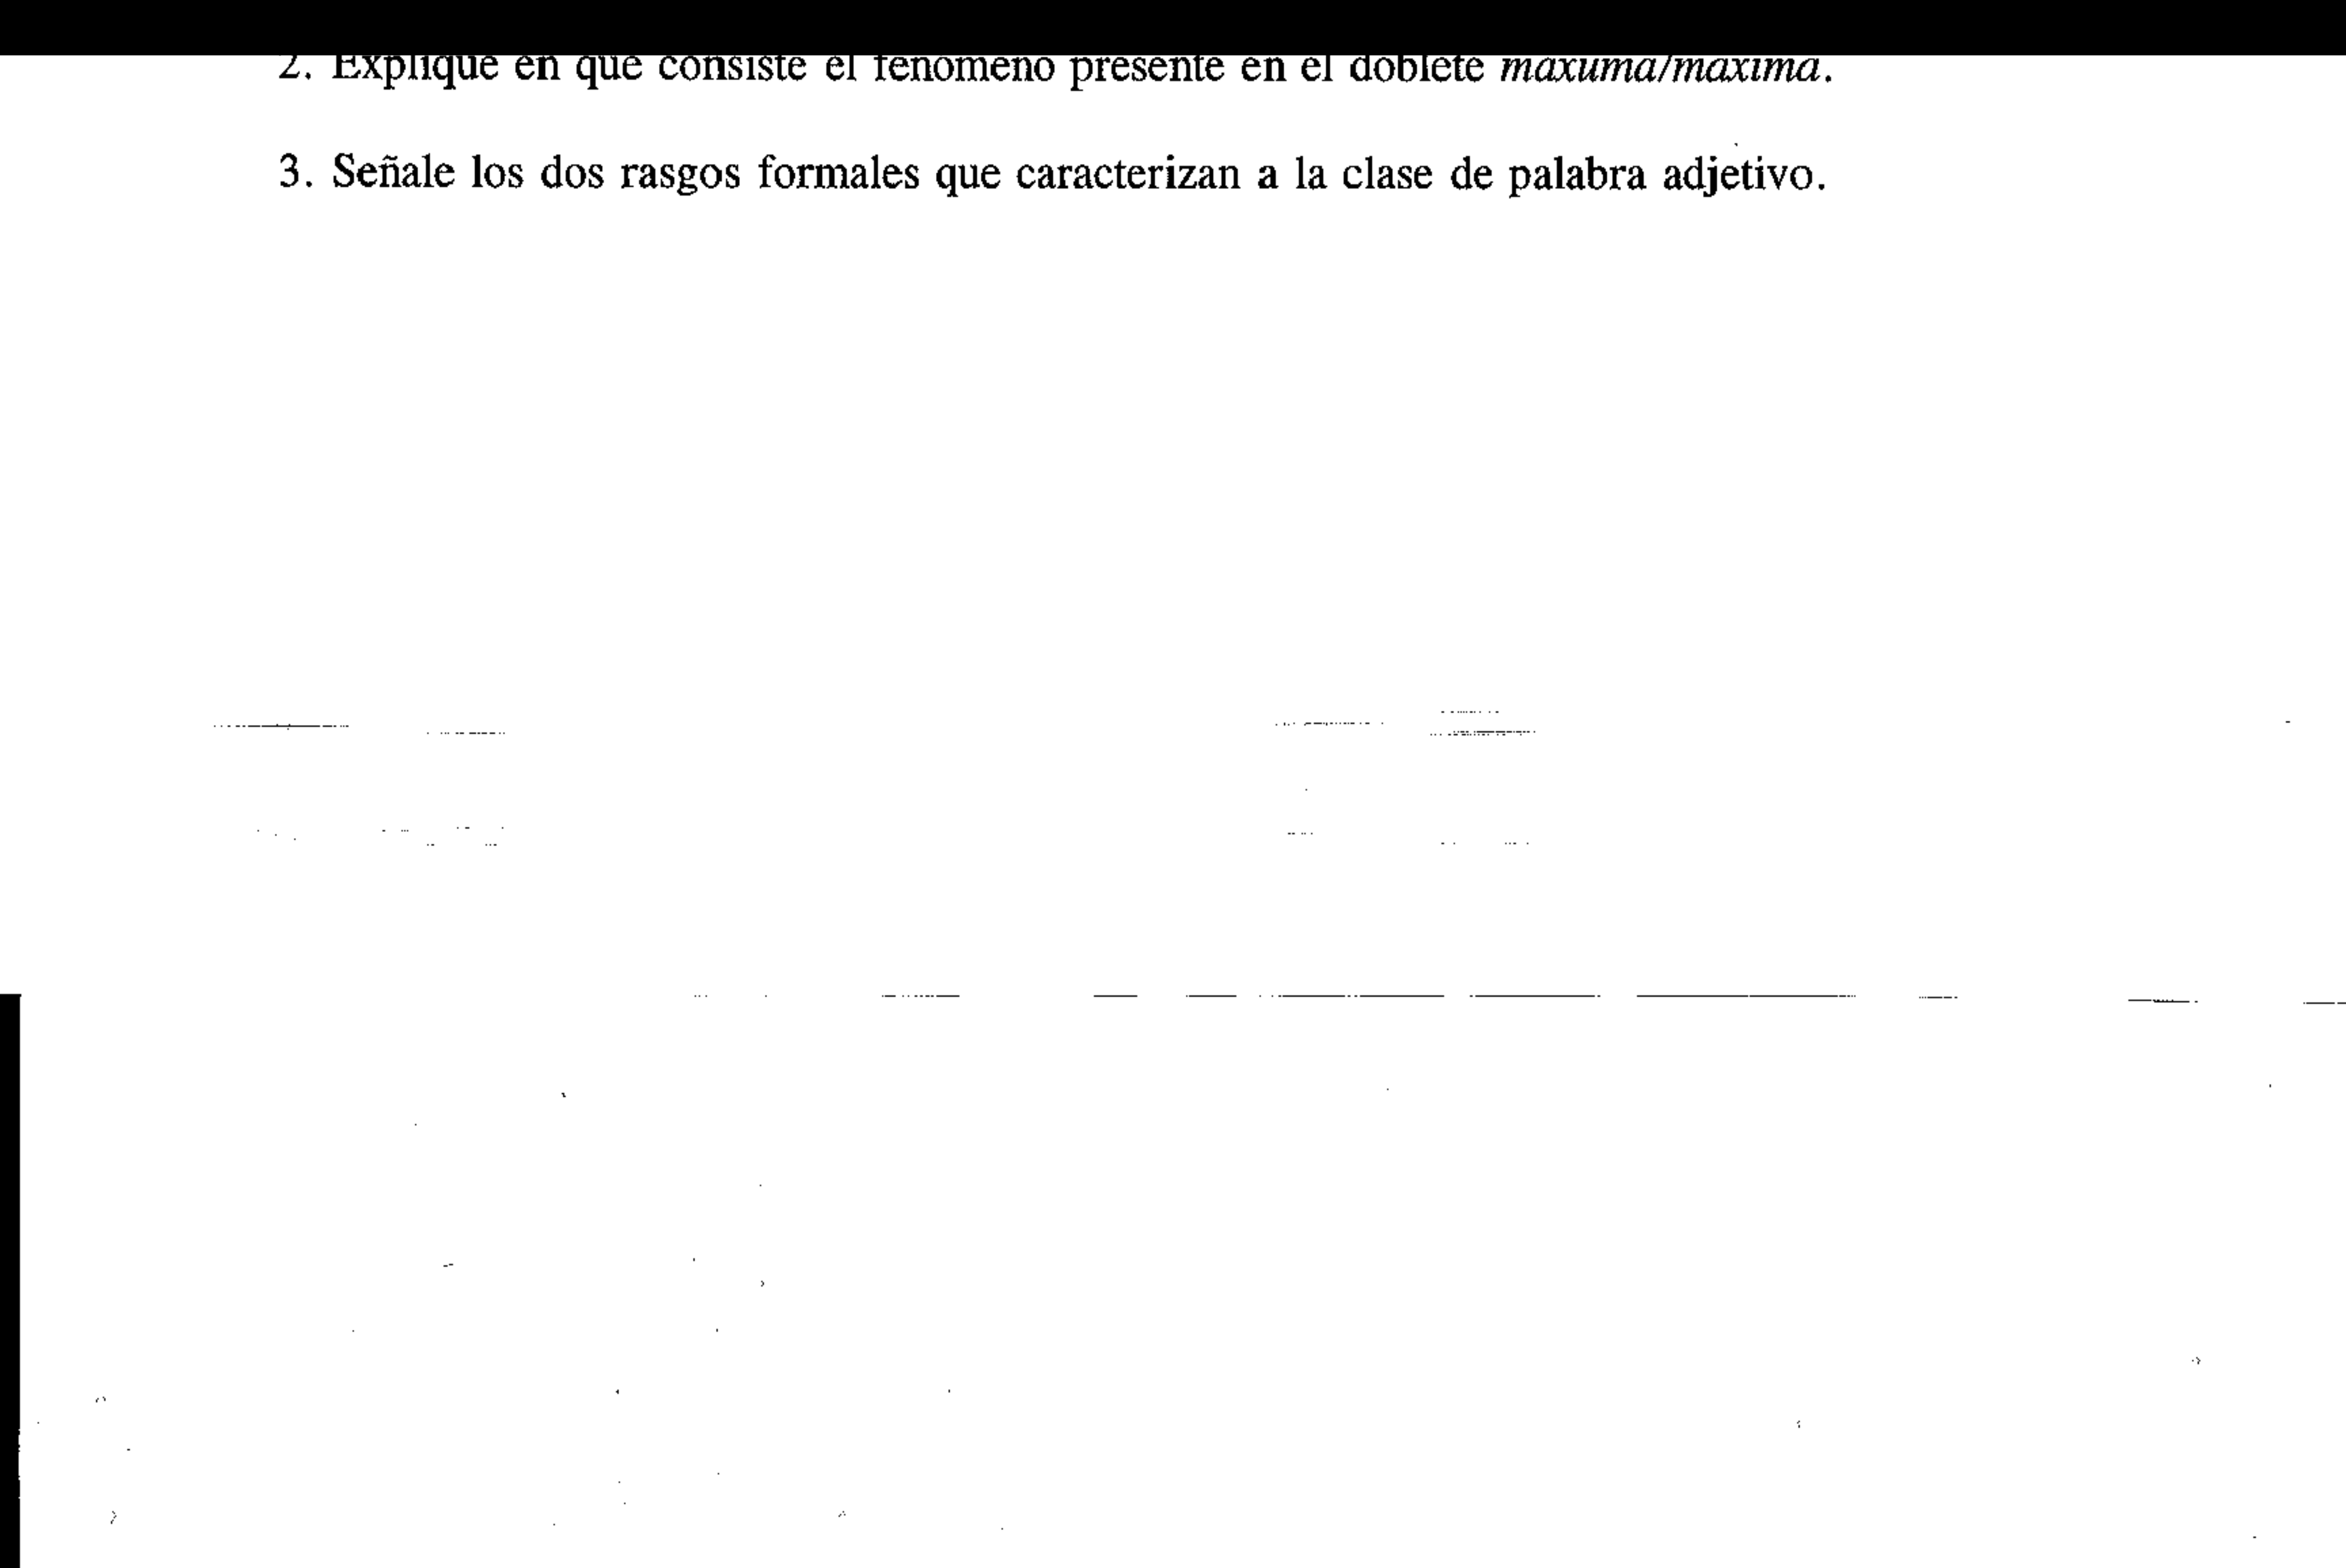 2. Explique en qué consiste el fenómeno presente en el doblete maxuma/maxima.
3. Señale los dos rasgos formales que caracterizan a la clase de palabra adjetivo.